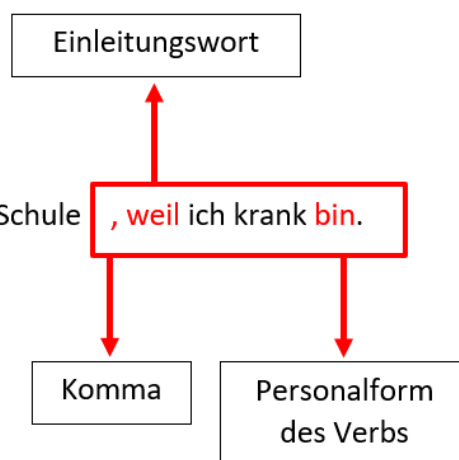 Einleitungswort
Schule , weil ich krank bin.
Komma
Personalform
des Verbs